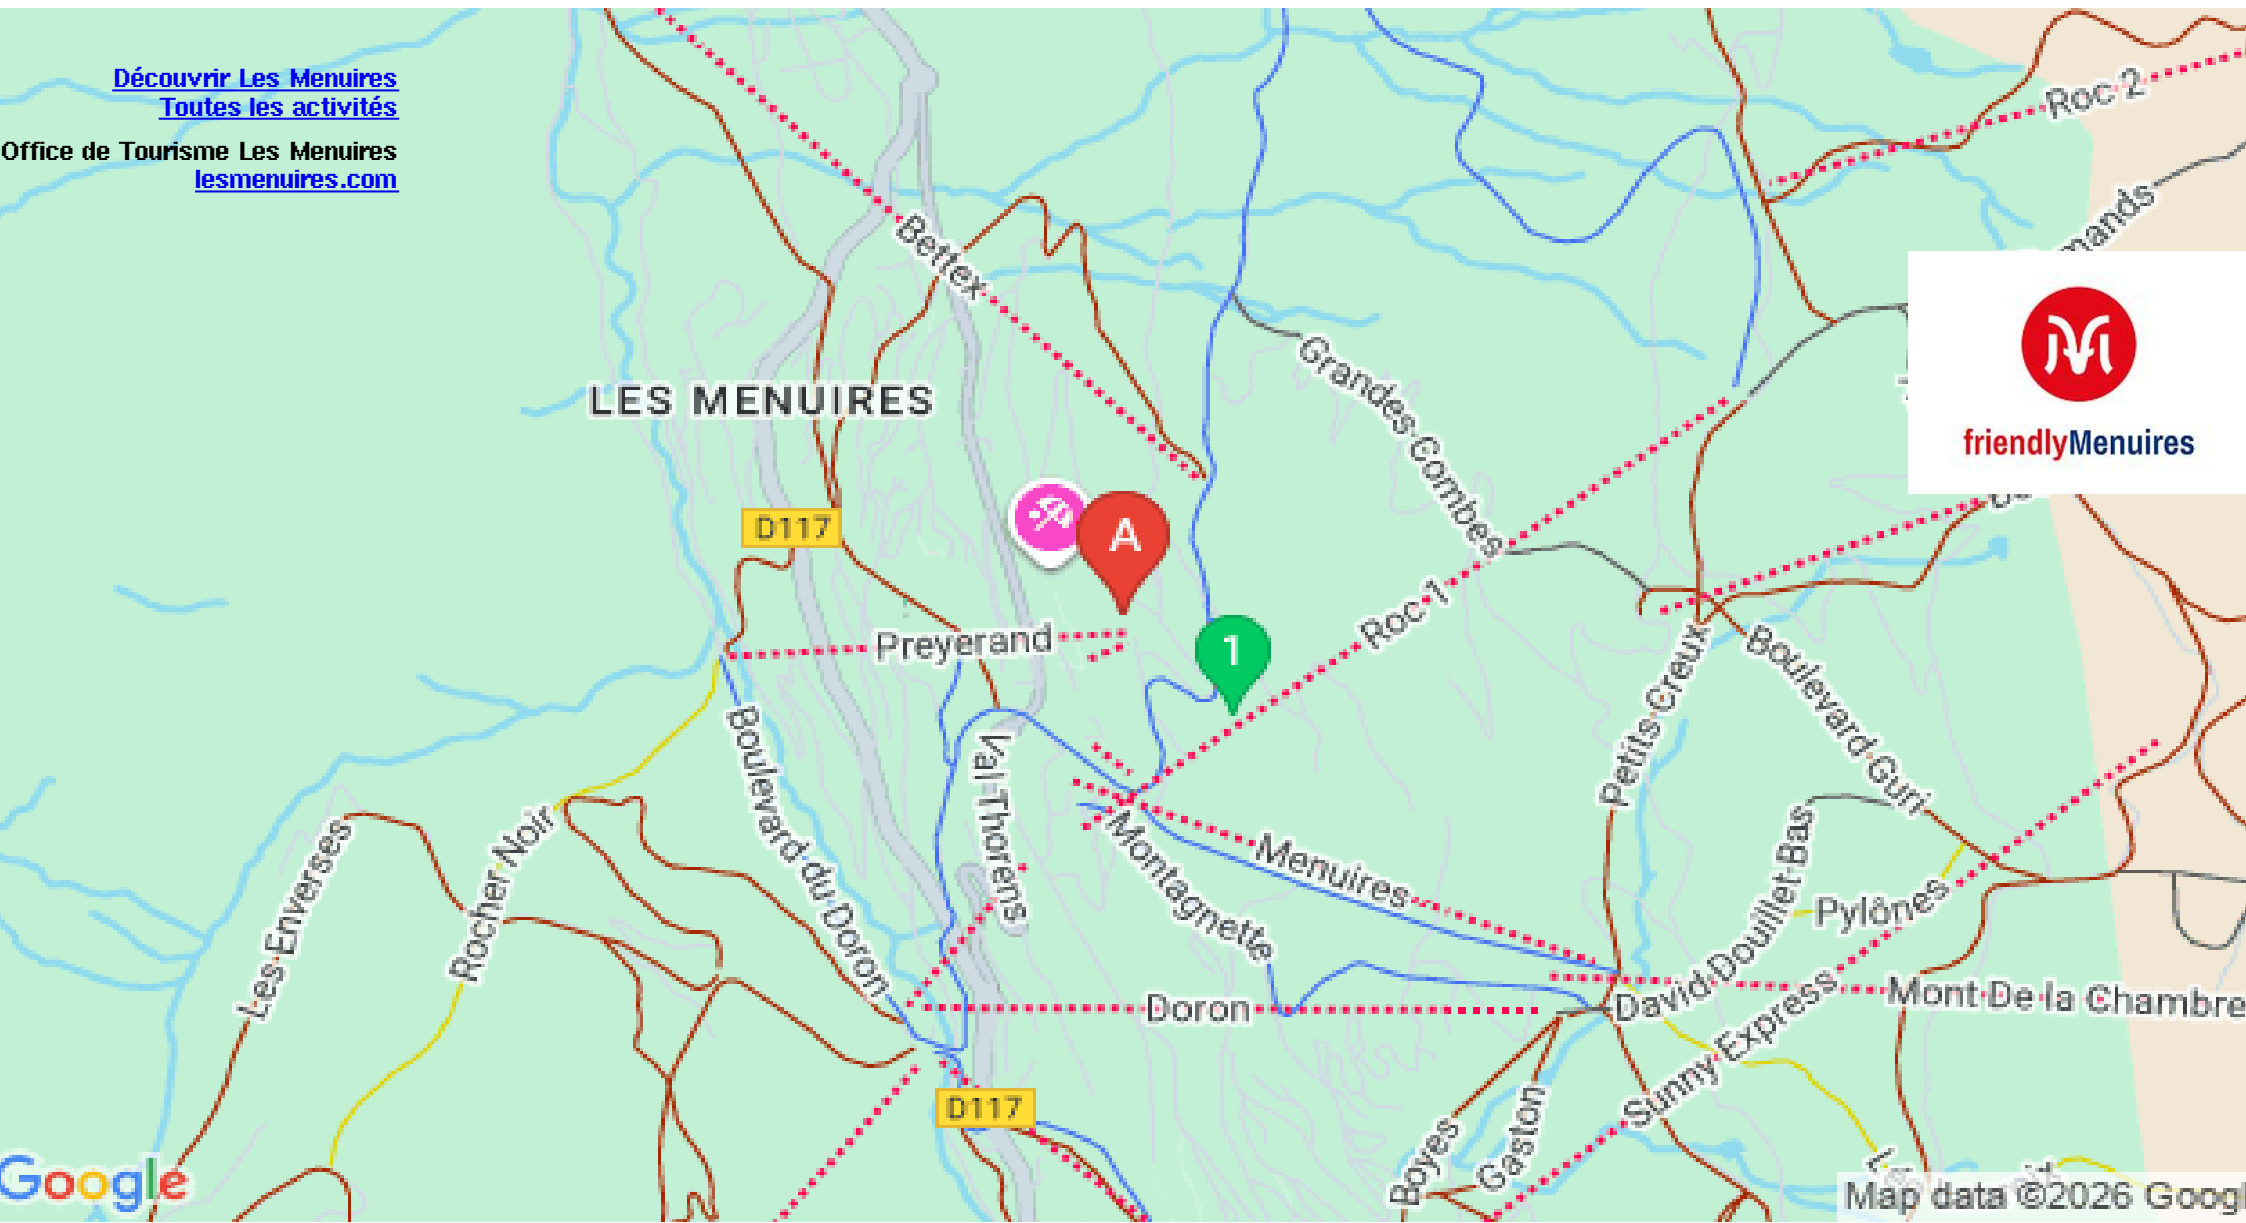 Découvrir Les Menuires
Toutes les activités
Office de Tourisme Les Menuires
lesmenuires.com
Roc 2
mands
Bettex
friendlyMenuires
Grandes Combes
LES MENUIRES
D117
A
Preyerand
1
Roc 1
Petits Creux
Boulevard Guri
Boulevard du Doron
Val Thorens
Les Enverses
Rocher Noir
Montagnette
Menuires
David Douillet Bas
Pylônes
Mont De la Chambre
Doron
Sunny Express
D117
Boyes
Gaston
Google
Map data ©2026 Googl